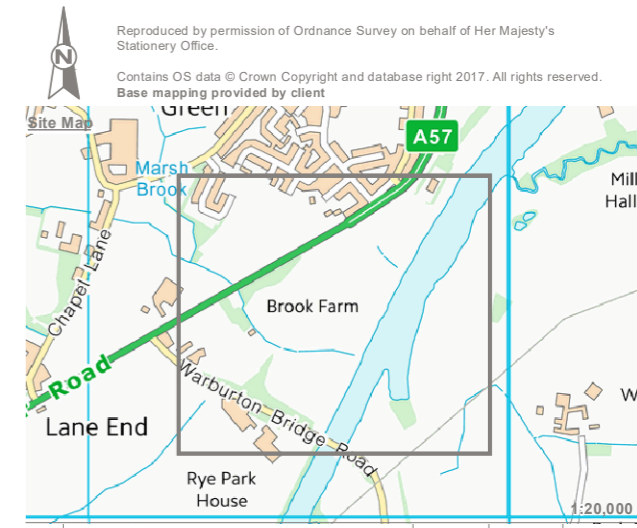 N
Reproduced by permission of Ordnance Survey on behalf of Her Majesty's
Stationery Office.
Contains OS data © Crown Copyright and database right 2017. All rights reserved.
Base mapping provided by client
Green
Site Map
A57
Marsh
Brook
Mill
Hall
Chapel Lane
Brook Farm
Road
Warburton Bridge Road
W
Lane End
Rye Park
House
1:20,000